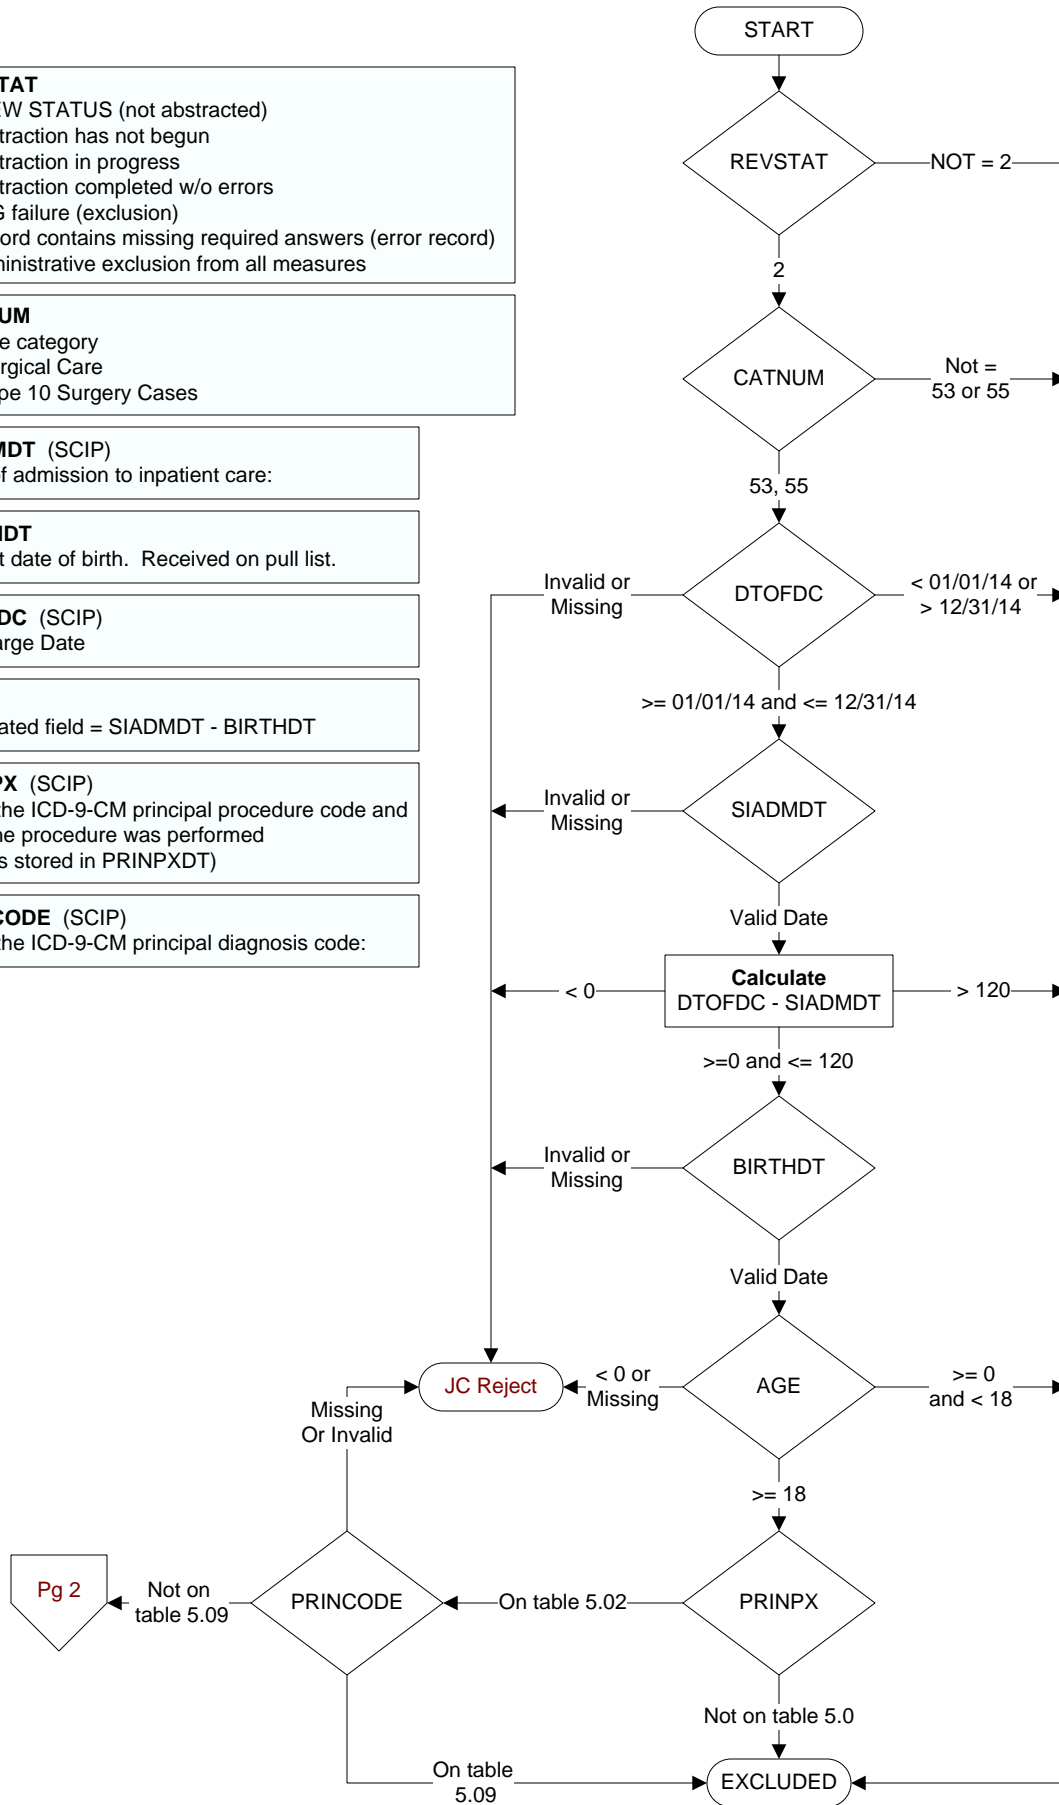 START
TAT
EW STATUS (not abstracted)
traction has not begun
traction in progress
traction completed w/o errors
G failure (exclusion)
ord contains missing required answers (error record)
ministrative exclusion from all measures
REVSTAT
NOT = 2
2
UM
e category
rgical Care
pe 10 Surgery Cases
CATNUM
Not =
53 or 55
53, 55
MDT (SCIP)
f admission to inpatient care:
HDT
t date of birth. Received on pull list.
DC (SCIP)
arge Date
ated field = SIADMDT - BIRTHDT
PX (SCIP)
the ICD-9-CM principal procedure code and
ne procedure was performed
s stored in PRINPXDT)
CODE (SCIP)
the ICD-9-CM principal diagnosis code:
Invalid or
Missing
DTOFDC
< 01/01/14 or
> 12/31/14
>= 01/01/14 and <= 12/31/14
Invalid or
Missing
SIADMDT
Valid Date
< 0
Calculate
DTOFDC - SIADMDT
> 120
>=0 and <= 120
Invalid or
Missing
BIRTHDT
Valid Date
JC Reject
< 0 or
Missing
AGE
>= 0
and < 18
Missing
Or Invalid
>= 18
Pg 2
Not on
table 5.09
PRINCODE
On table 5.02
PRINPX
Not on table 5.0
On table
5.09
EXCLUDED